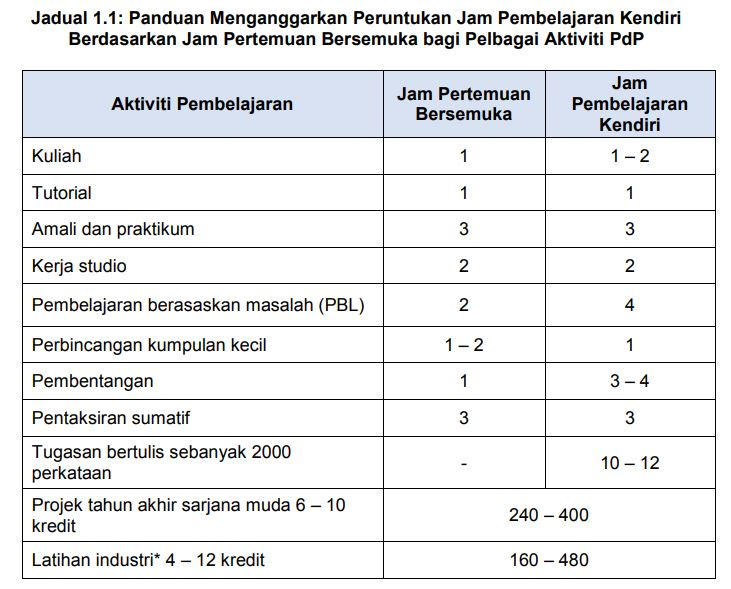 Jadual 1.1: Panduan Menganggarkan Peruntukan Jam Pembelajaran Kendiri
Berdasarkan Jam Pertemuan Bersemuka bagi Pelbagai Aktiviti PdP
Aktiviti Pembelajaran
Jam Pertemuan
Bersemuka
Jam
Pembelajaran
Kendiri
Kuliah 1 1 – 2
Tutorial 1 1
Amali dan praktikum 3 3
Kerja studio 2 2
Pembelajaran berasaskan masalah (PBL) 2 4
Perbincangan kumpulan kecil 1 – 2 1
Pembentangan 1 3 – 4
Pentaksiran sumatif 3 3
Tugasan bertulis sebanyak 2000
perkataan
- 10 – 12
Projek tahun akhir sarjana muda 6 – 10
kredit
240 – 400
Latihan industri* 4 – 12 kredit 160 – 480